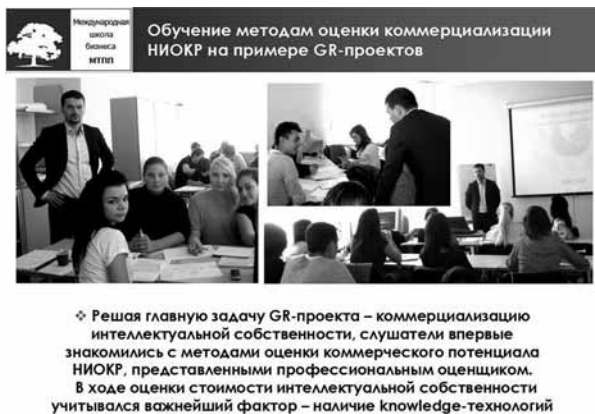 Международная
школа
бизнеса
МТПП
Обучение методам оценки коммерциализации
НИОКР на примере GR-проектов
❖ Решая главную задачу GR-проекта – коммерциализацию
интеллектуальной собственности, слушатели впервые
знакомились с методами оценки коммерческого потенциала
НИОКР, представленными профессиональным оценщиком.
В ходе оценки стоимости интеллектуальной собственности
учитывался важнейший фактор – наличие knowledge-технологий